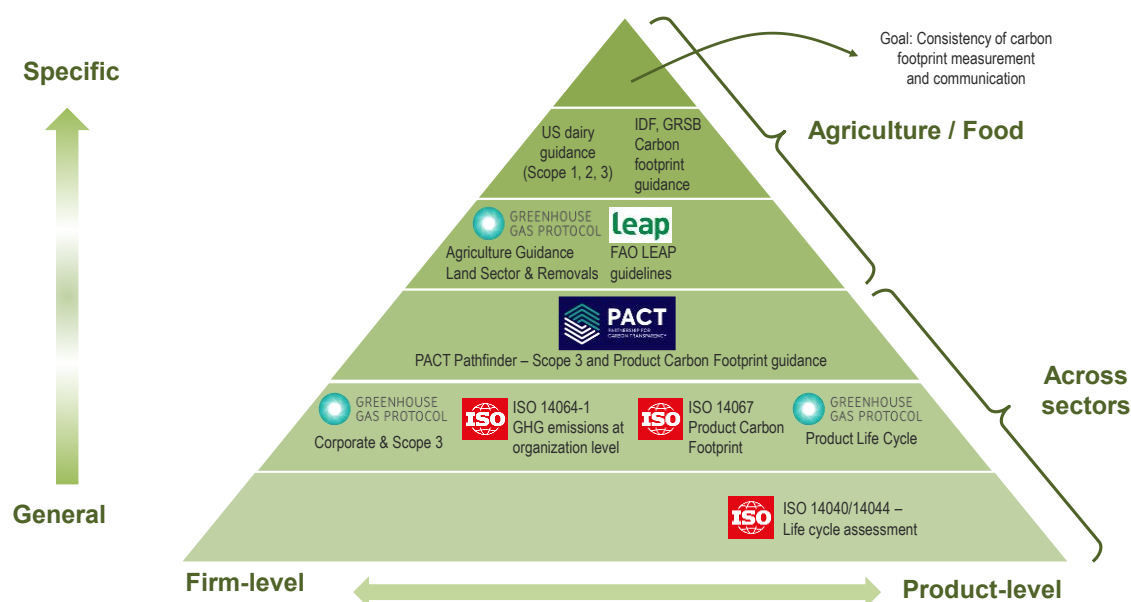 Specific
Goal: Consistency of carbon
footprint measurement
and communication
Agriculture / Food
US dairy
guidance
(Scope 1, 2, 3)
IDF, GRSB
Carbon
footprint
guidance
GREENHOUSE
GAS PROTOCOL
Agriculture Guidance
Land Sector & Removals
leap
FAO LEAP
guidelines
PACT
PARTNERSHIP FOR
CARBON TRANSPARENCY
PACT Pathfinder – Scope 3 and Product Carbon Footprint guidance
Across
sectors
GREENHOUSE
GAS PROTOCOL
Corporate & Scope 3
ISO
ISO 14064-1
GHG emissions at
organization level
ISO
ISO 14067
Product Carbon
Footprint
GREENHOUSE
GAS PROTOCOL
Product Life Cycle
General
ISO
ISO 14040/14044 –
Life cycle assessment
Firm-level
Product-level